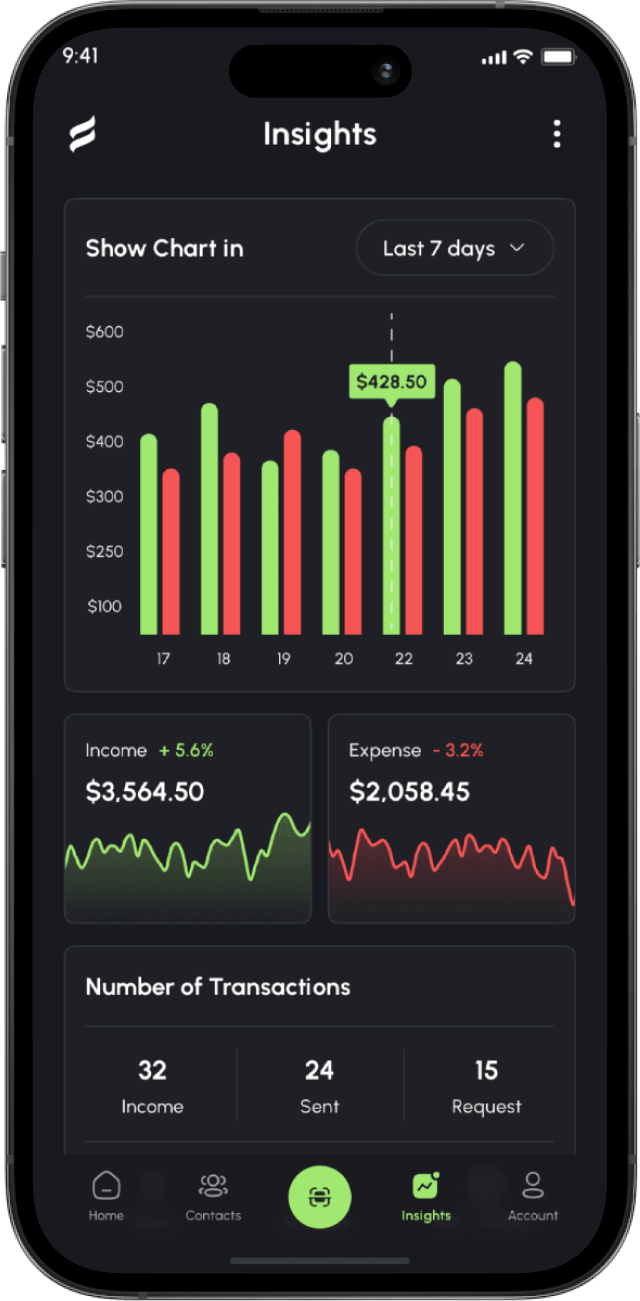 9:41
Insights
Show Chart in
Last 7 days
$600
$500
$428.50
$400
$300
$250
$100
17 18 19 20 22 23 24
Income + 5.6%
$3,564.50
Expense - 3.2%
$2,058.45
Number of Transactions
32 24 15
Income Sent Request
Home Contacts Insights Account